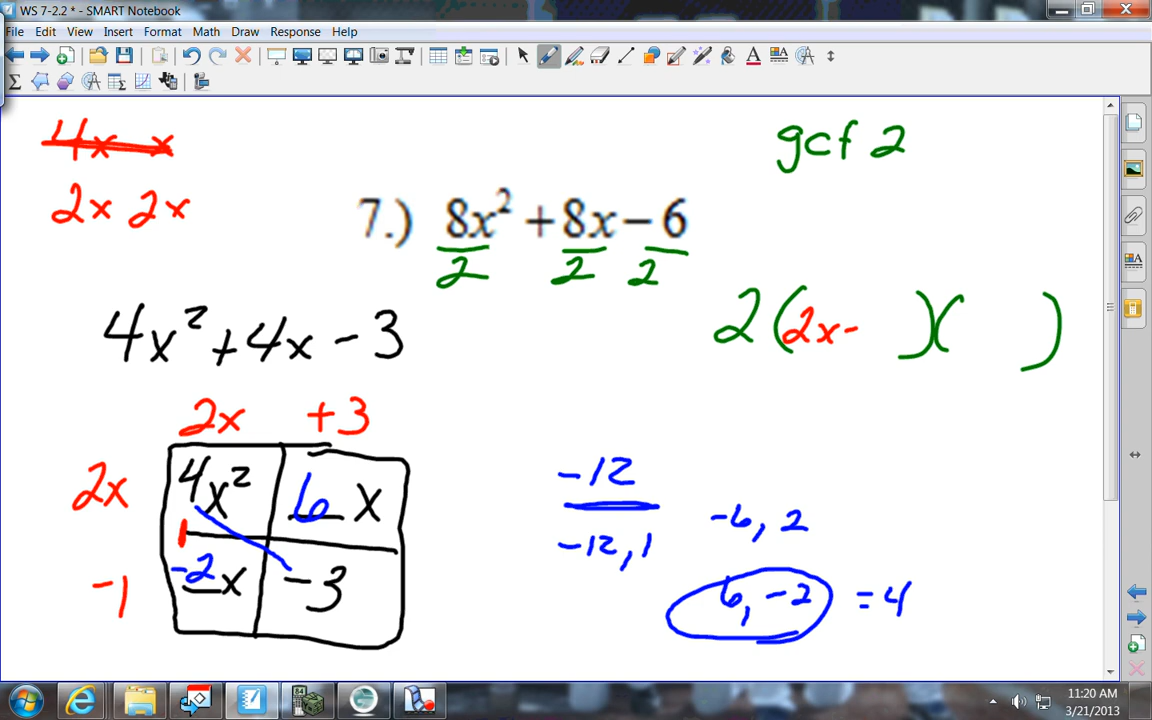 WS 7-2.2 * - SMART Notebook
File Edit View Insert Format Math Draw Response Help
4x x
2x 2x
gcf 2
7.) 8x² + 8x – 6
2 2 2
4x² + 4x - 3
2(2x- )( )
2x +3
2x 4x² 6x
-1 -2x -3
-12
-12, 1
-6, 2
6, -2 = 4
11:20 AM
3/21/2013